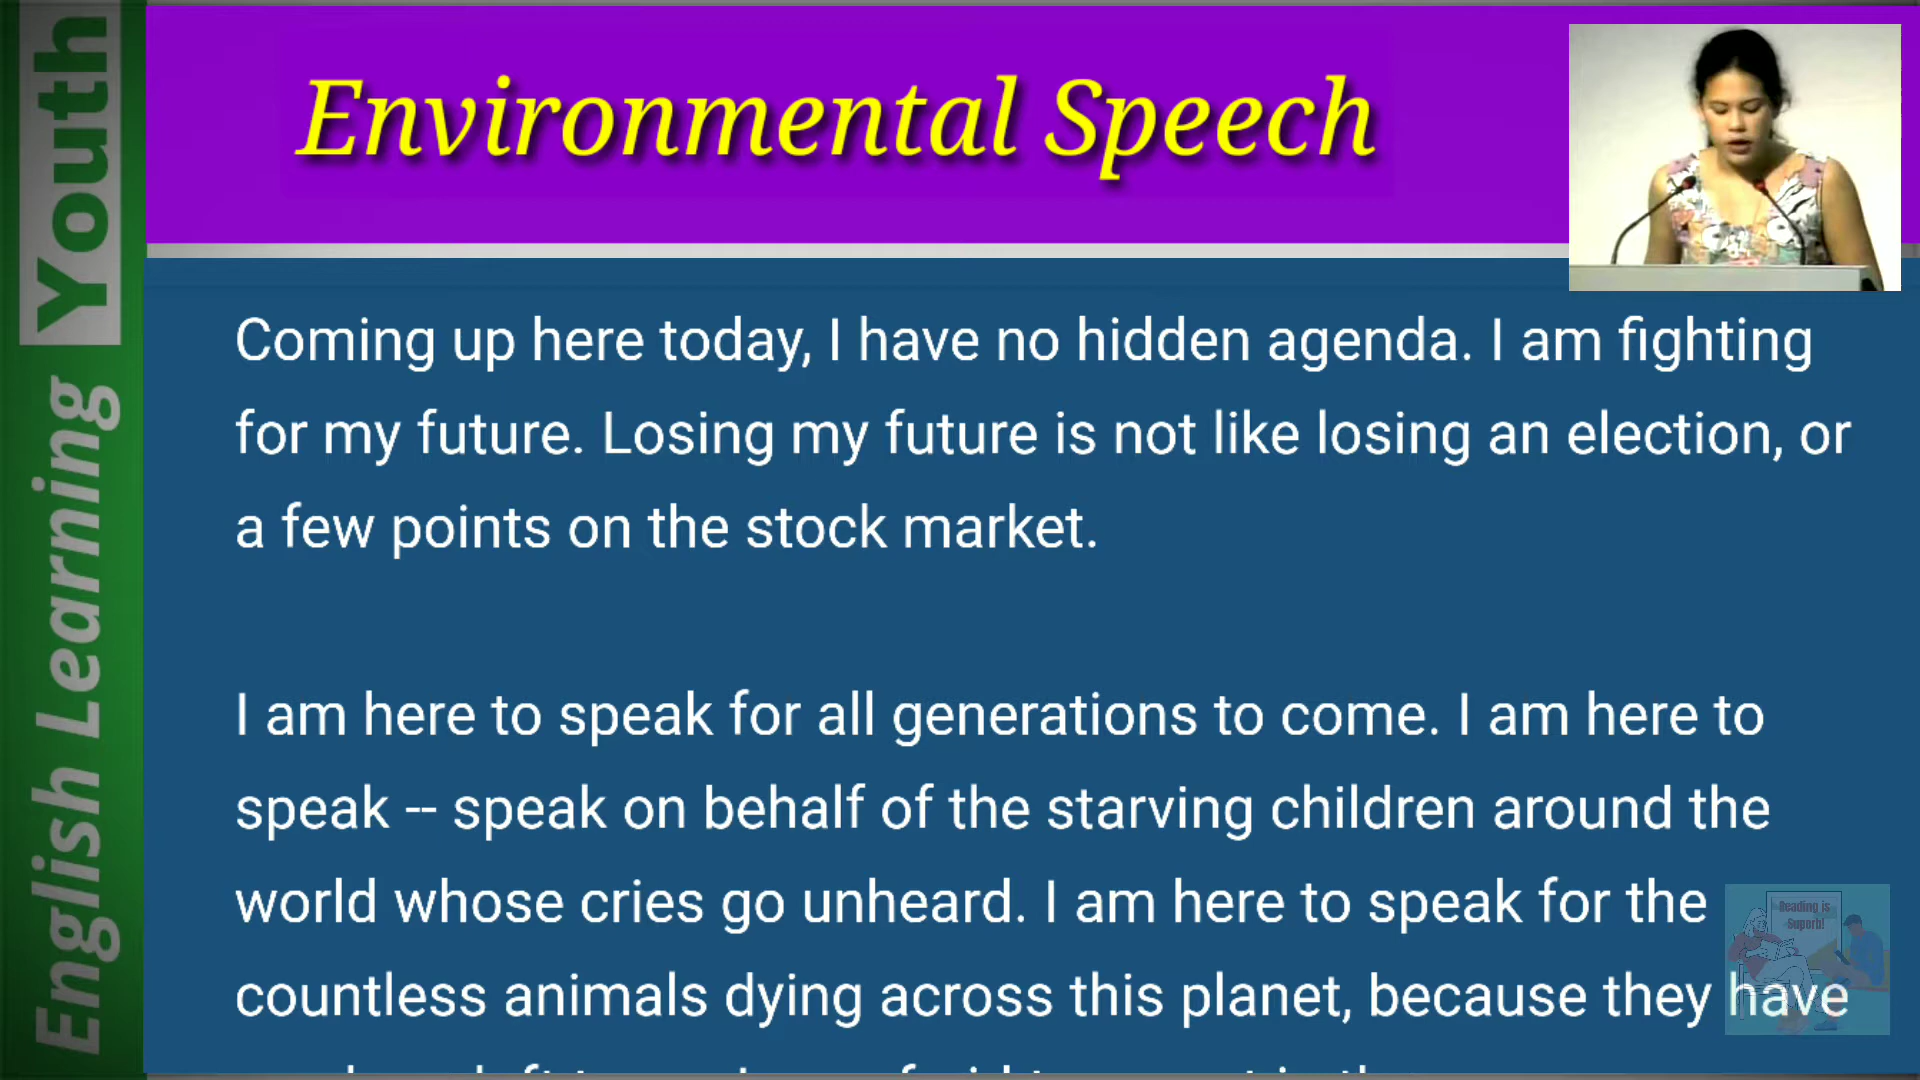 English Learning Youth
Environmental Speech
Coming up here today, I have no hidden agenda. I am fighting
for my future. Losing my future is not like losing an election, or
a few points on the stock market.
I am here to speak for all generations to come. I am here to
speak -- speak on behalf of the starving children around the
world whose cries go unheard. I am here to speak for the
countless animals dying across this planet, because they have
Reading is
Superb!